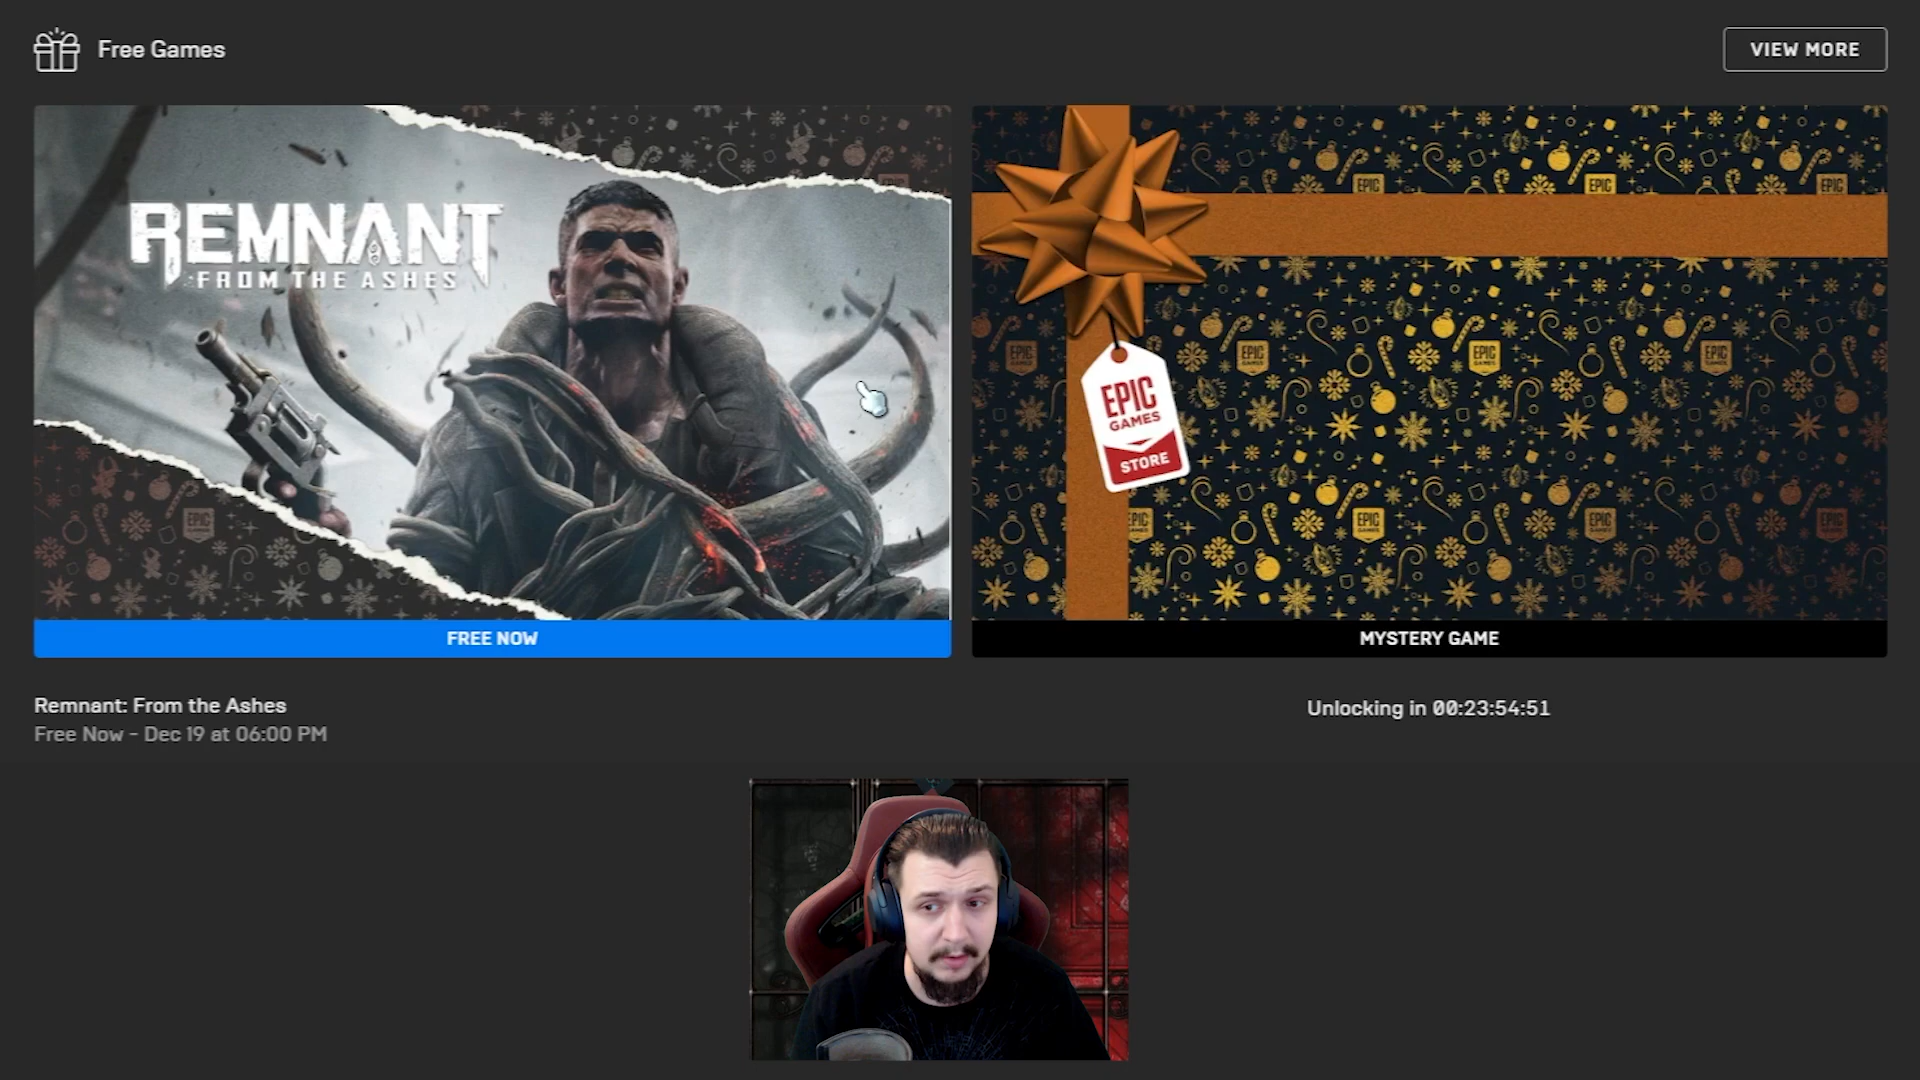 Free Games
VIEW MORE
REMNANT
FROM THE ASHES
EPIC
GAMES
STORE
FREE NOW
MYSTERY GAME
Remnant: From the Ashes
Free Now - Dec 19 at 06:00 PM
Unlocking in 00:23:54:51